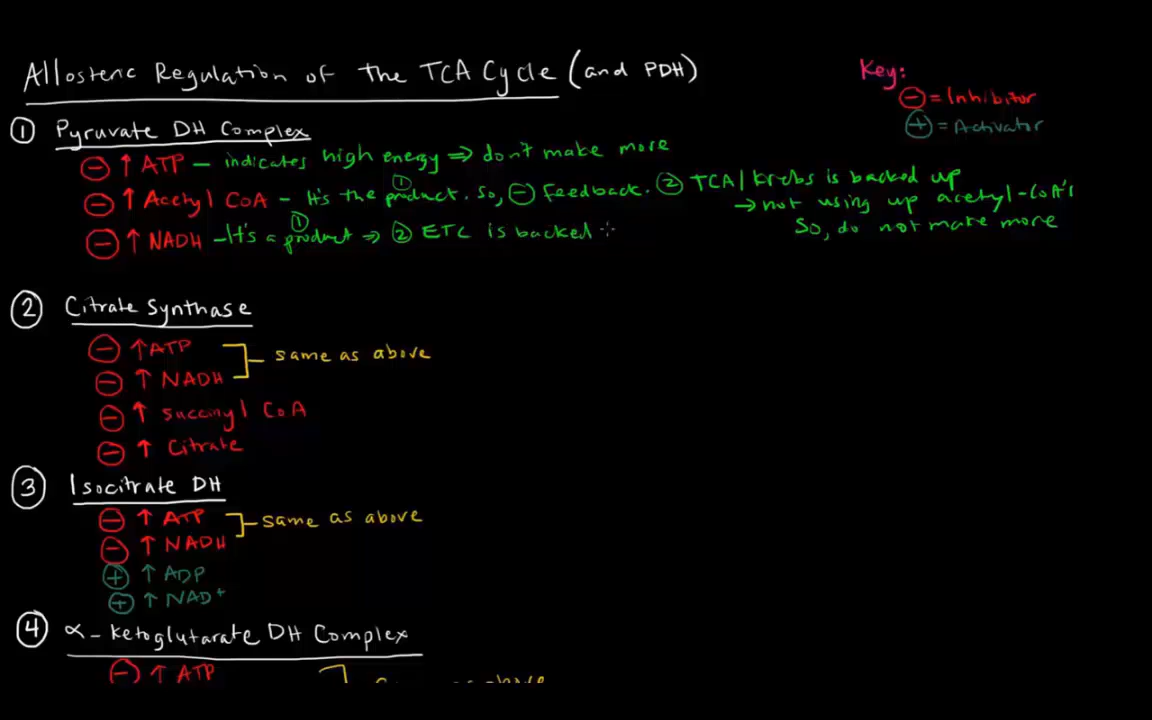 Allosteric Regulation of the TCA Cycle (and PDH)
Key:
⊖ = Inhibitor
⊕ = Activator
① Pyruvate DH Complex
⊖ ↑ ATP – indicates high energy ⇒ don't make more
⊖ ↑ Acetyl CoA – It's the ① product. So, ⊖ feedback. ② TCA/Krebs is backed up
→ not using up acetyl-CoA's
So, do not make more
⊖ ↑ NADH – It's a ① product ⇒ ② ETC is backed
② Citrate Synthase
⊖ ↑ ATP
⊖ ↑ NADH
same as above
⊖ ↑ succinyl CoA
⊖ ↑ Citrate
③ Isocitrate DH
⊖ ↑ ATP
⊖ ↑ NADH
same as above
⊕ ↑ ADP
⊕ ↑ NAD+
④ α-ketoglutarate DH Complex
⊖ ↑ ATP